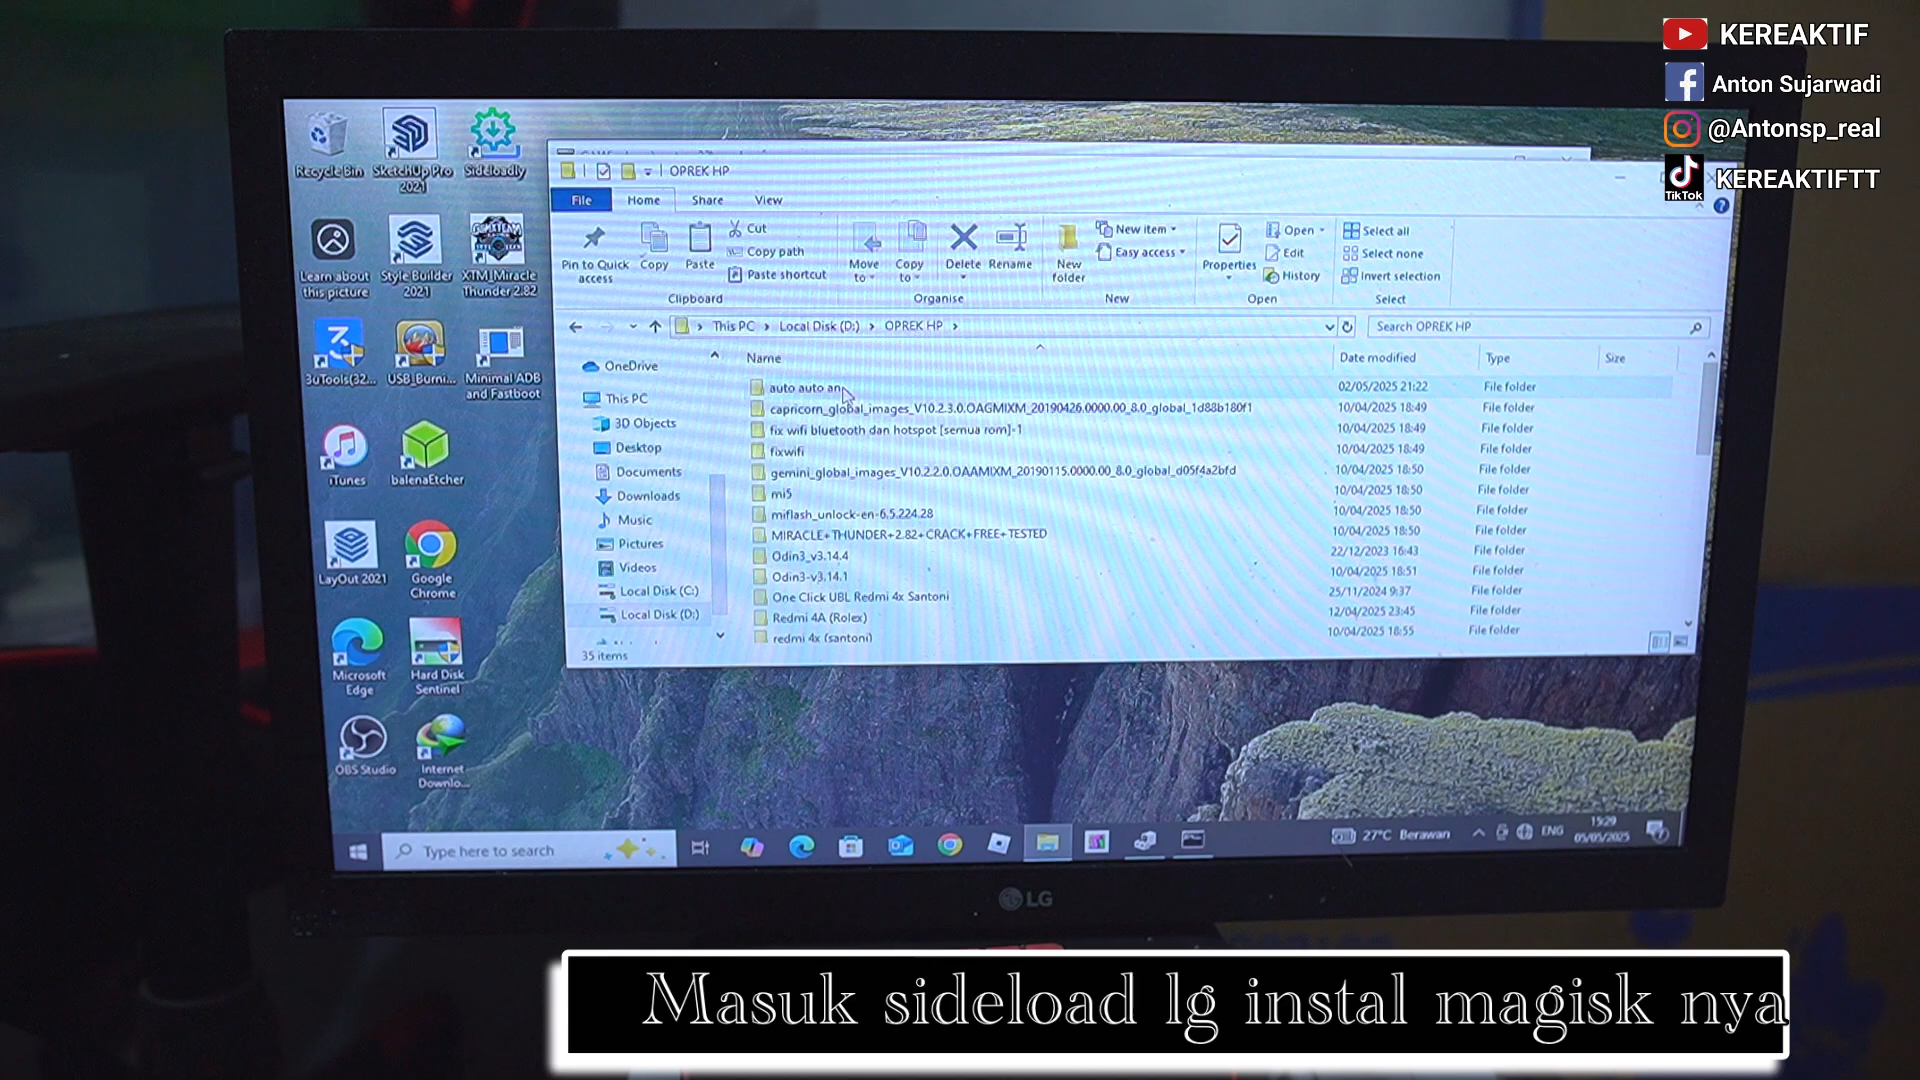 KEREAKTIF
Anton Sujarwadi
@Antonsp_real
TikTok
KEREAKTIFTT
Recycle Bin
SketchUp Pro 2021
Sideloadly
Learn about this picture
Style Builder 2021
XTM Miracle Thunder 2.82
3uTools(32...
USB_Burni...
Minimal ADB and Fastboot
iTunes
balenaEtcher
LayOut 2021
Google Chrome
Microsoft Edge
Hard Disk Sentinel
OBS Studio
Internet Downlo...
OPREK HP
File Home Share View
Pin to Quick access
Copy
Paste
Cut
Copy path
Paste shortcut
Clipboard
Move to
Copy to
Delete
Rename
Organise
New folder
New item
Easy access
New
Properties
Open
Edit
History
Open
Select all
Select none
Invert selection
Select
This PC > Local Disk (D:) > OPREK HP >
Search OPREK HP
OneDrive
This PC
3D Objects
Desktop
Documents
Downloads
Music
Pictures
Videos
Local Disk (C:)
Local Disk (D:)
Name Date modified Type Size
auto auto an 02/05/2025 21:22 File folder
capricorn_global_images_V10.2.3.0.OAGMIXM_20190426.0000.00_8.0_global_1d88b180f1 10/04/2025 18:49 File folder
fix wifi bluetooth dan hotspot [semua rom]-1 10/04/2025 18:49 File folder
fixwifi 10/04/2025 18:49 File folder
gemini_global_images_V10.2.2.0.OAAMIXM_20190115.0000.00_8.0_global_d05f4a2bfd 10/04/2025 18:50 File folder
mi5 10/04/2025 18:50 File folder
miflash_unlock-en-6.5.224.28 10/04/2025 18:50 File folder
MIRACLE+THUNDER+2.82+CRACK+FREE+TESTED 10/04/2025 18:50 File folder
Odin3_v3.14.4 22/12/2023 16:43 File folder
Odin3-v3.14.1 10/04/2025 18:51 File folder
One Click UBL Redmi 4x Santoni 25/11/2024 9:37 File folder
Redmi 4A (Rolex) 12/04/2025 23:45 File folder
redmi 4x (santoni) 10/04/2025 18:55 File folder
35 items
Type here to search
27°C Berawan
ENG
15:29
05/05/2025
LG
Masuk sideload lg instal magisk nya